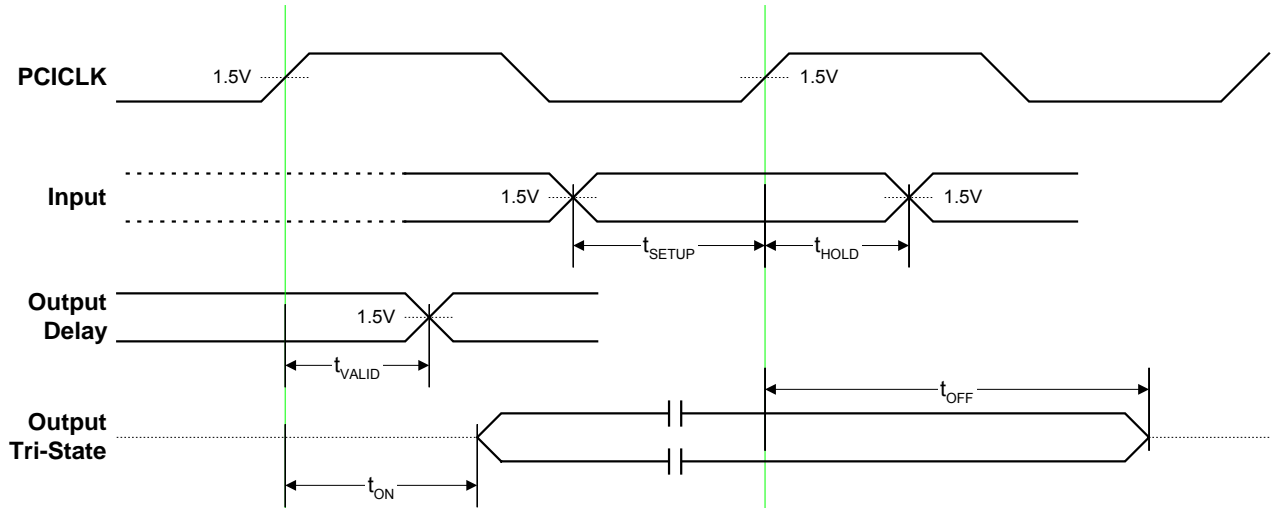 PCICLK
1.5V
1.5V
Input
1.5V
1.5V
tSETUP
tHOLD
Output
Delay
1.5V
tVALID
tOFF
Output
Tri-State
tON